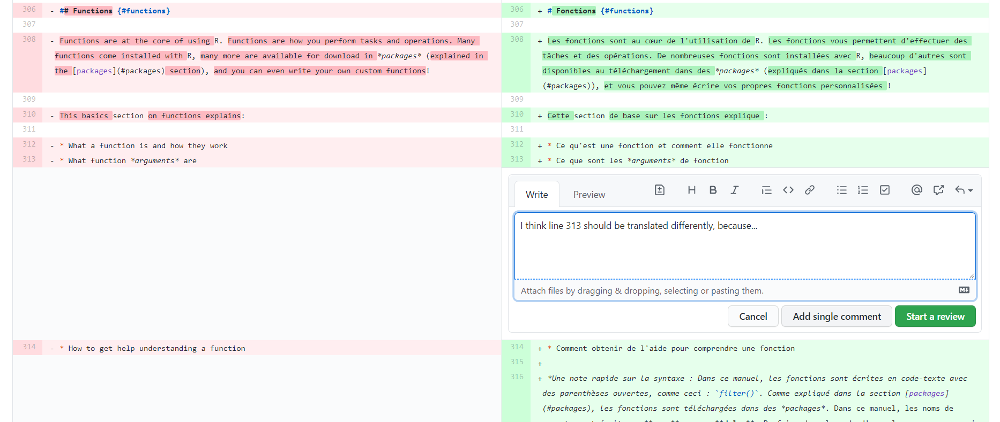 306 - ## Functions {#functions}
306 + # Fonctions {#functions}
307
307
308 - Functions are at the core of using R. Functions are how you perform tasks and operations. Many
functions come installed with R, many more are available for download in *packages* (explained in
the [packages](#packages) section), and you can even write your own custom functions!
308 + Les fonctions sont au cœur de l'utilisation de R. Les fonctions vous permettent d'effectuer des
tâches et des opérations. De nombreuses fonctions sont installées avec R, beaucoup d'autres sont
disponibles au téléchargement dans des *packages* (expliqués dans la section [packages]
(#packages)), et vous pouvez même écrire vos propres fonctions personnalisées !
309
309
310 - This basics section on functions explains:
310 + Cette section de base sur les fonctions explique :
311
311
312 - * What a function is and how they work
312 + * Ce qu'est une fonction et comment elle fonctionne
313 - * What function *arguments* are
313 + * Ce que sont les *arguments* de fonction
Write Preview H B I @
I think line 313 should be translated differently, because...
Attach files by dragging & dropping, selecting or pasting them.
Cancel Add single comment Start a review
314 - * How to get help understanding a function
314 + * Comment obtenir de l'aide pour comprendre une fonction
315 +
316 + *Une note rapide sur la syntaxe : Dans ce manuel, les fonctions sont écrites en code-texte avec
des parenthèses ouvertes, comme ceci : `filter()`. Comme expliqué dans la section [packages]
(#packages), les fonctions sont téléchargées dans des *packages*. Dans ce manuel, les noms de